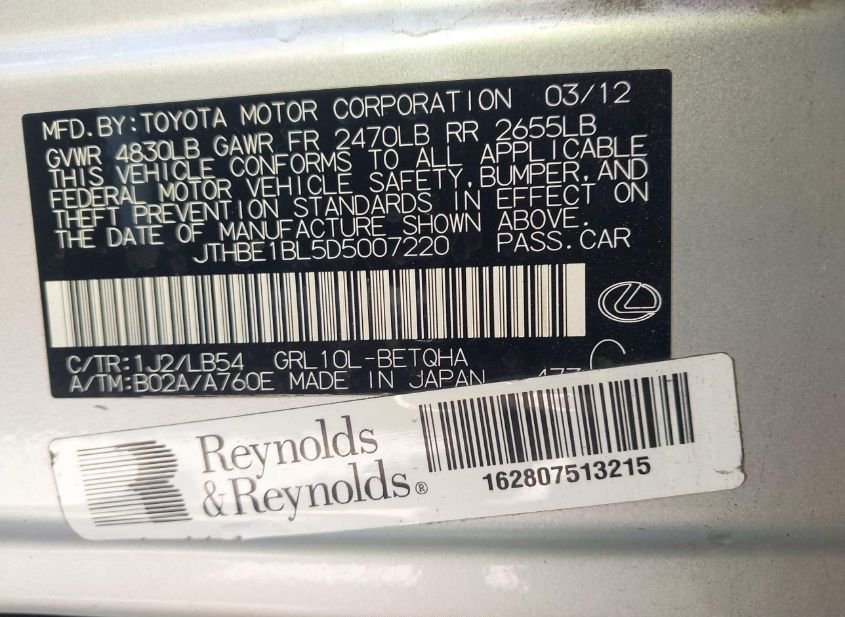 MFD.BY:TOYOTA MOTOR CORPORATION 03/12
GVWR 4830LB GAWR FR 2470LB RR 2655LB
THIS VEHICLE CONFORMS TO ALL APPLICABLE
FEDERAL MOTOR VEHICLE SAFETY,BUMPER,AND
THEFT PREVENTION STANDARDS IN EFFECT ON
THE DATE OF MANUFACTURE SHOWN ABOVE.
JTHBE1BL5D5007220 PASS.CAR
C/TR:1J2/LB54 GRL10L-BETQHA
A/TM:B02A/A760E MADE IN JAPAN
Reynolds
&Reynolds®
162807513215